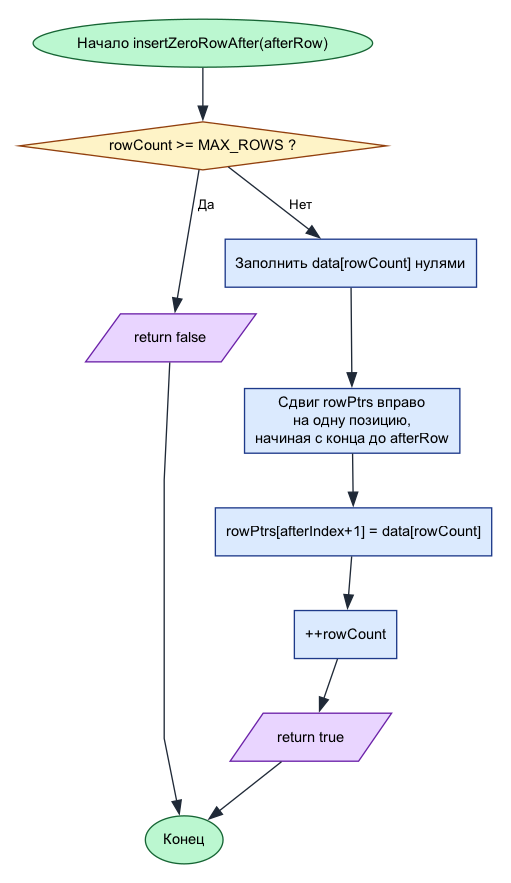 Начало insertZeroRowAfter(afterRow)
rowCount >= MAX_ROWS ?
Да
Нет
Заполнить data[rowCount] нулями
return false
Сдвиг rowPtrs вправо
на одну позицию,
начиная с конца до afterRow
rowPtrs[afterIndex+1] = data[rowCount]
++rowCount
return true
Конец